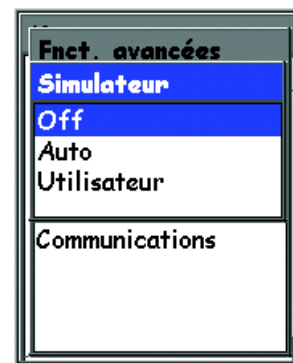 Fnct. avancées
Simulateur
Off
Auto
Utilisateur
Communications